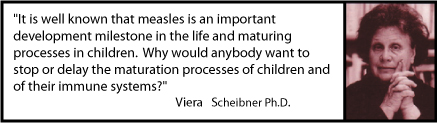 "It is well known that measles is an important
development milestone in the life and maturing
processes in children. Why would anybody want to
stop or delay the maturation processes of children and
of their immune systems?"
Viera Scheibner Ph.D.